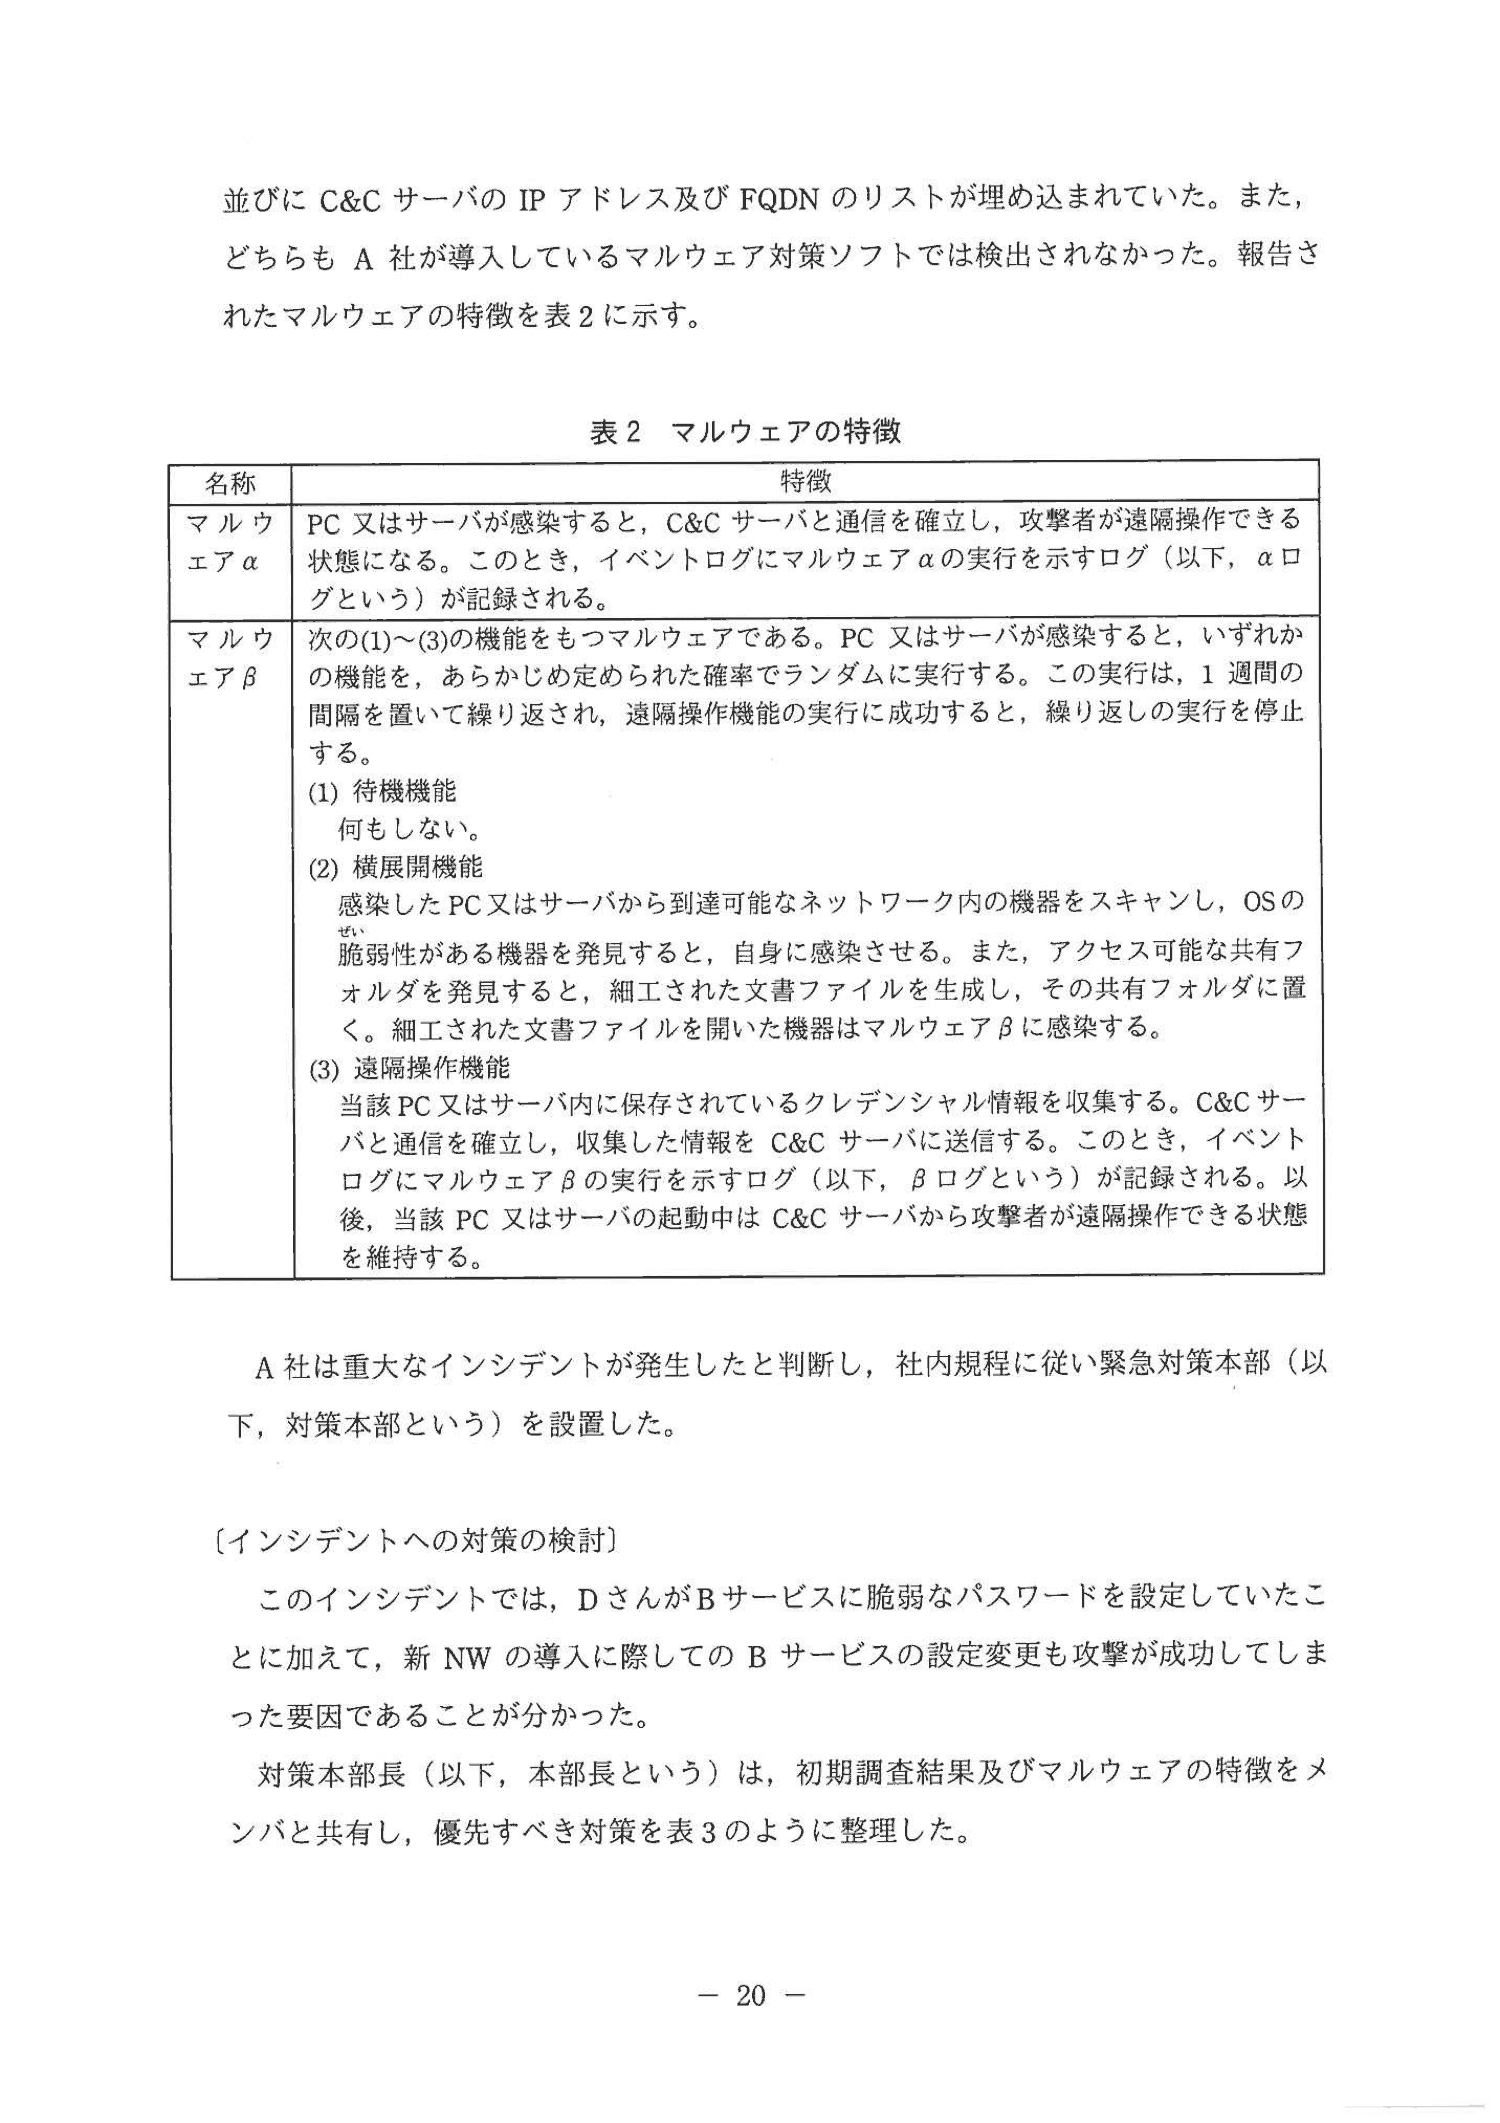 並びに C&C サーバの IP アドレス及び FQDN のリストが埋め込まれていた。また，
どちらも A 社が導入しているマルウェア対策ソフトでは検出されなかった。報告さ
れたマルウェアの特徴を表 2 に示す。
表 2　マルウェアの特徴
名称　特徴
マルウ
ェアα
PC 又はサーバが感染すると，C&C サーバと通信を確立し，攻撃者が遠隔操作できる
状態になる。このとき，イベントログにマルウェアαの実行を示すログ（以下，αロ
グという）が記録される。
マルウ
ェアβ
次の(1)～(3)の機能をもつマルウェアである。PC 又はサーバが感染すると，いずれか
の機能を，あらかじめ定められた確率でランダムに実行する。この実行は，1 週間の
間隔を置いて繰り返され，遠隔操作機能の実行に成功すると，繰り返しの実行を停止
する。
(1) 待機機能
何もしない。
(2) 横展開機能
感染した PC 又はサーバから到達可能なネットワーク内の機器をスキャンし，OS の
ぜい
脆弱性がある機器を発見すると，自身に感染させる。また，アクセス可能な共有フ
ォルダを発見すると，細工された文書ファイルを生成し，その共有フォルダに置
く。細工された文書ファイルを開いた機器はマルウェアβに感染する。
(3) 遠隔操作機能
当該 PC 又はサーバ内に保存されているクレデンシャル情報を収集する。C&C サー
バと通信を確立し，収集した情報を C&C サーバに送信する。このとき，イベント
ログにマルウェアβの実行を示すログ（以下，βログという）が記録される。以
後，当該 PC 又はサーバの起動中は C&C サーバから攻撃者が遠隔操作できる状態
を維持する。
A 社は重大なインシデントが発生したと判断し，社内規程に従い緊急対策本部（以
下，対策本部という）を設置した。
〔インシデントへの対策の検討〕
このインシデントでは，D さんが B サービスに脆弱なパスワードを設定していたこ
とに加えて，新 NW の導入に際しての B サービスの設定変更も攻撃が成功してしま
った要因であることが分かった。
対策本部長（以下，本部長という）は，初期調査結果及びマルウェアの特徴をメ
ンバと共有し，優先すべき対策を表 3 のように整理した。
－ 20 －